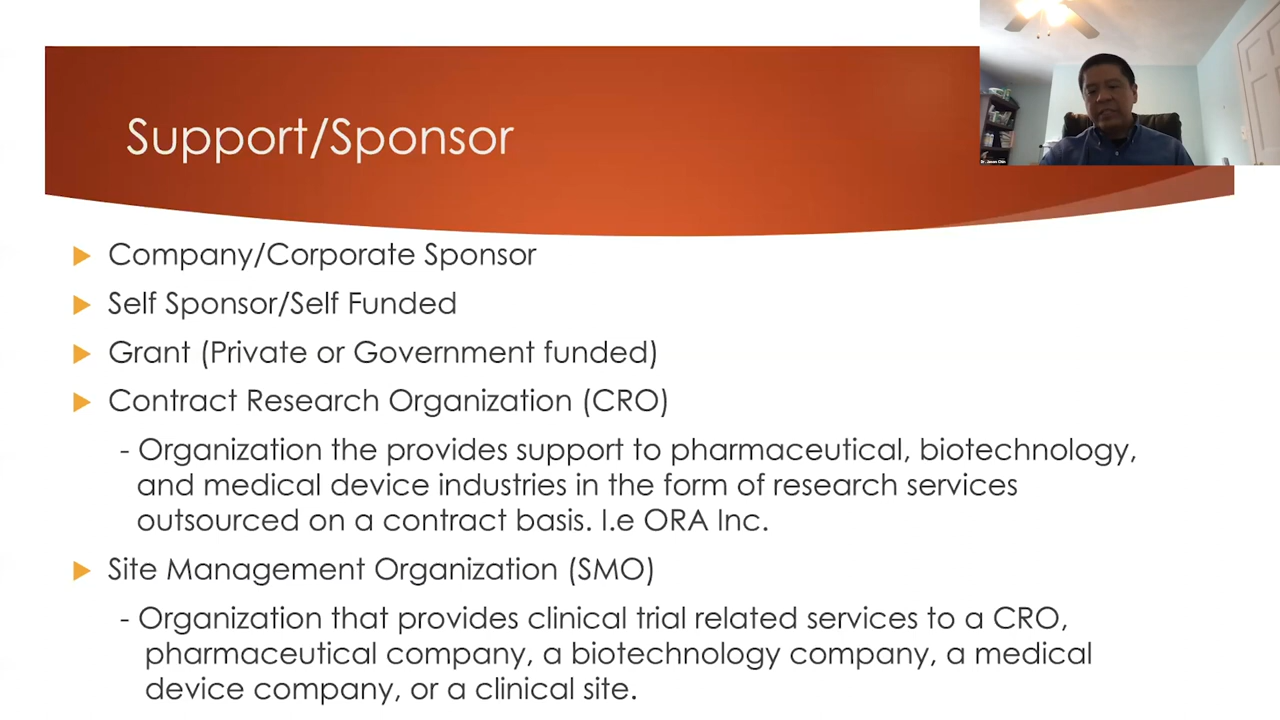 Support/Sponsor
Company/Corporate Sponsor
Self Sponsor/Self Funded
Grant (Private or Government funded)
Contract Research Organization (CRO)
- Organization the provides support to pharmaceutical, biotechnology,
and medical device industries in the form of research services
outsourced on a contract basis. I.e ORA Inc.
Site Management Organization (SMO)
- Organization that provides clinical trial related services to a CRO,
pharmaceutical company, a biotechnology company, a medical
device company, or a clinical site.